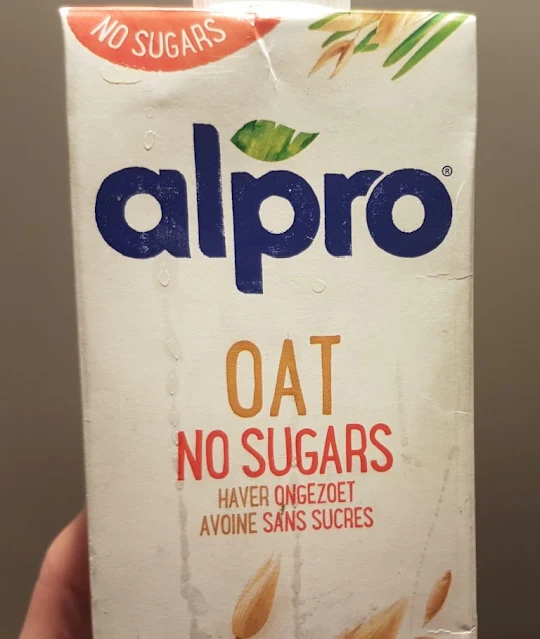 NO SUGARS
alpro®
OAT
NO SUGARS
HAVER ONGEZOET
AVOINE SANS SUCRES